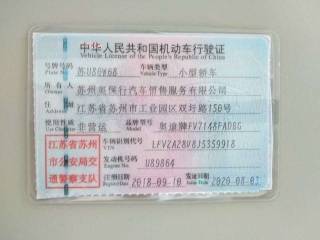 中华人民共和国机动车行驶证
Vehicle License of the People's Republic of China
号牌号码 苏U86W68 车辆类型 小型轿车
Plate No. Vehicle Type
所有人 苏州奥保行汽车销售服务有限公司
Owner
住址 江苏省苏州市工业园区双圩路150号
Address
使用性质 非营运 品牌型号 奥迪牌FV7148FADBG
Use Character Model
江苏省苏州
市公安局交
通警察支队
车辆识别代号 LFV2A28V8J5359918
VIN
发动机号码 U89864
Engine No.
注册日期 2018-09-10 发证日期 2020-08-03
Register Date Issue Date